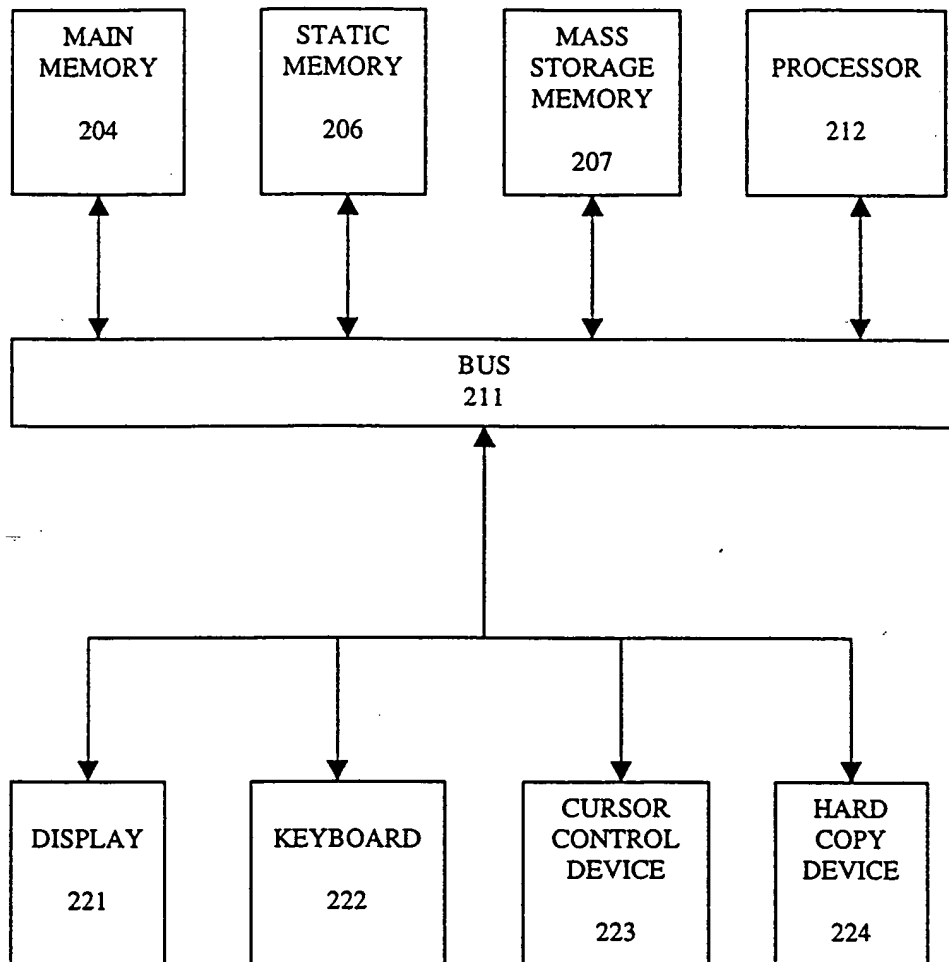 MAIN
MEMORY
204
STATIC
MEMORY
206
MASS
STORAGE
MEMORY
207
PROCESSOR
212
BUS
211
DISPLAY
221
KEYBOARD
222
CURSOR
CONTROL
DEVICE
223
HARD
COPY
DEVICE
224